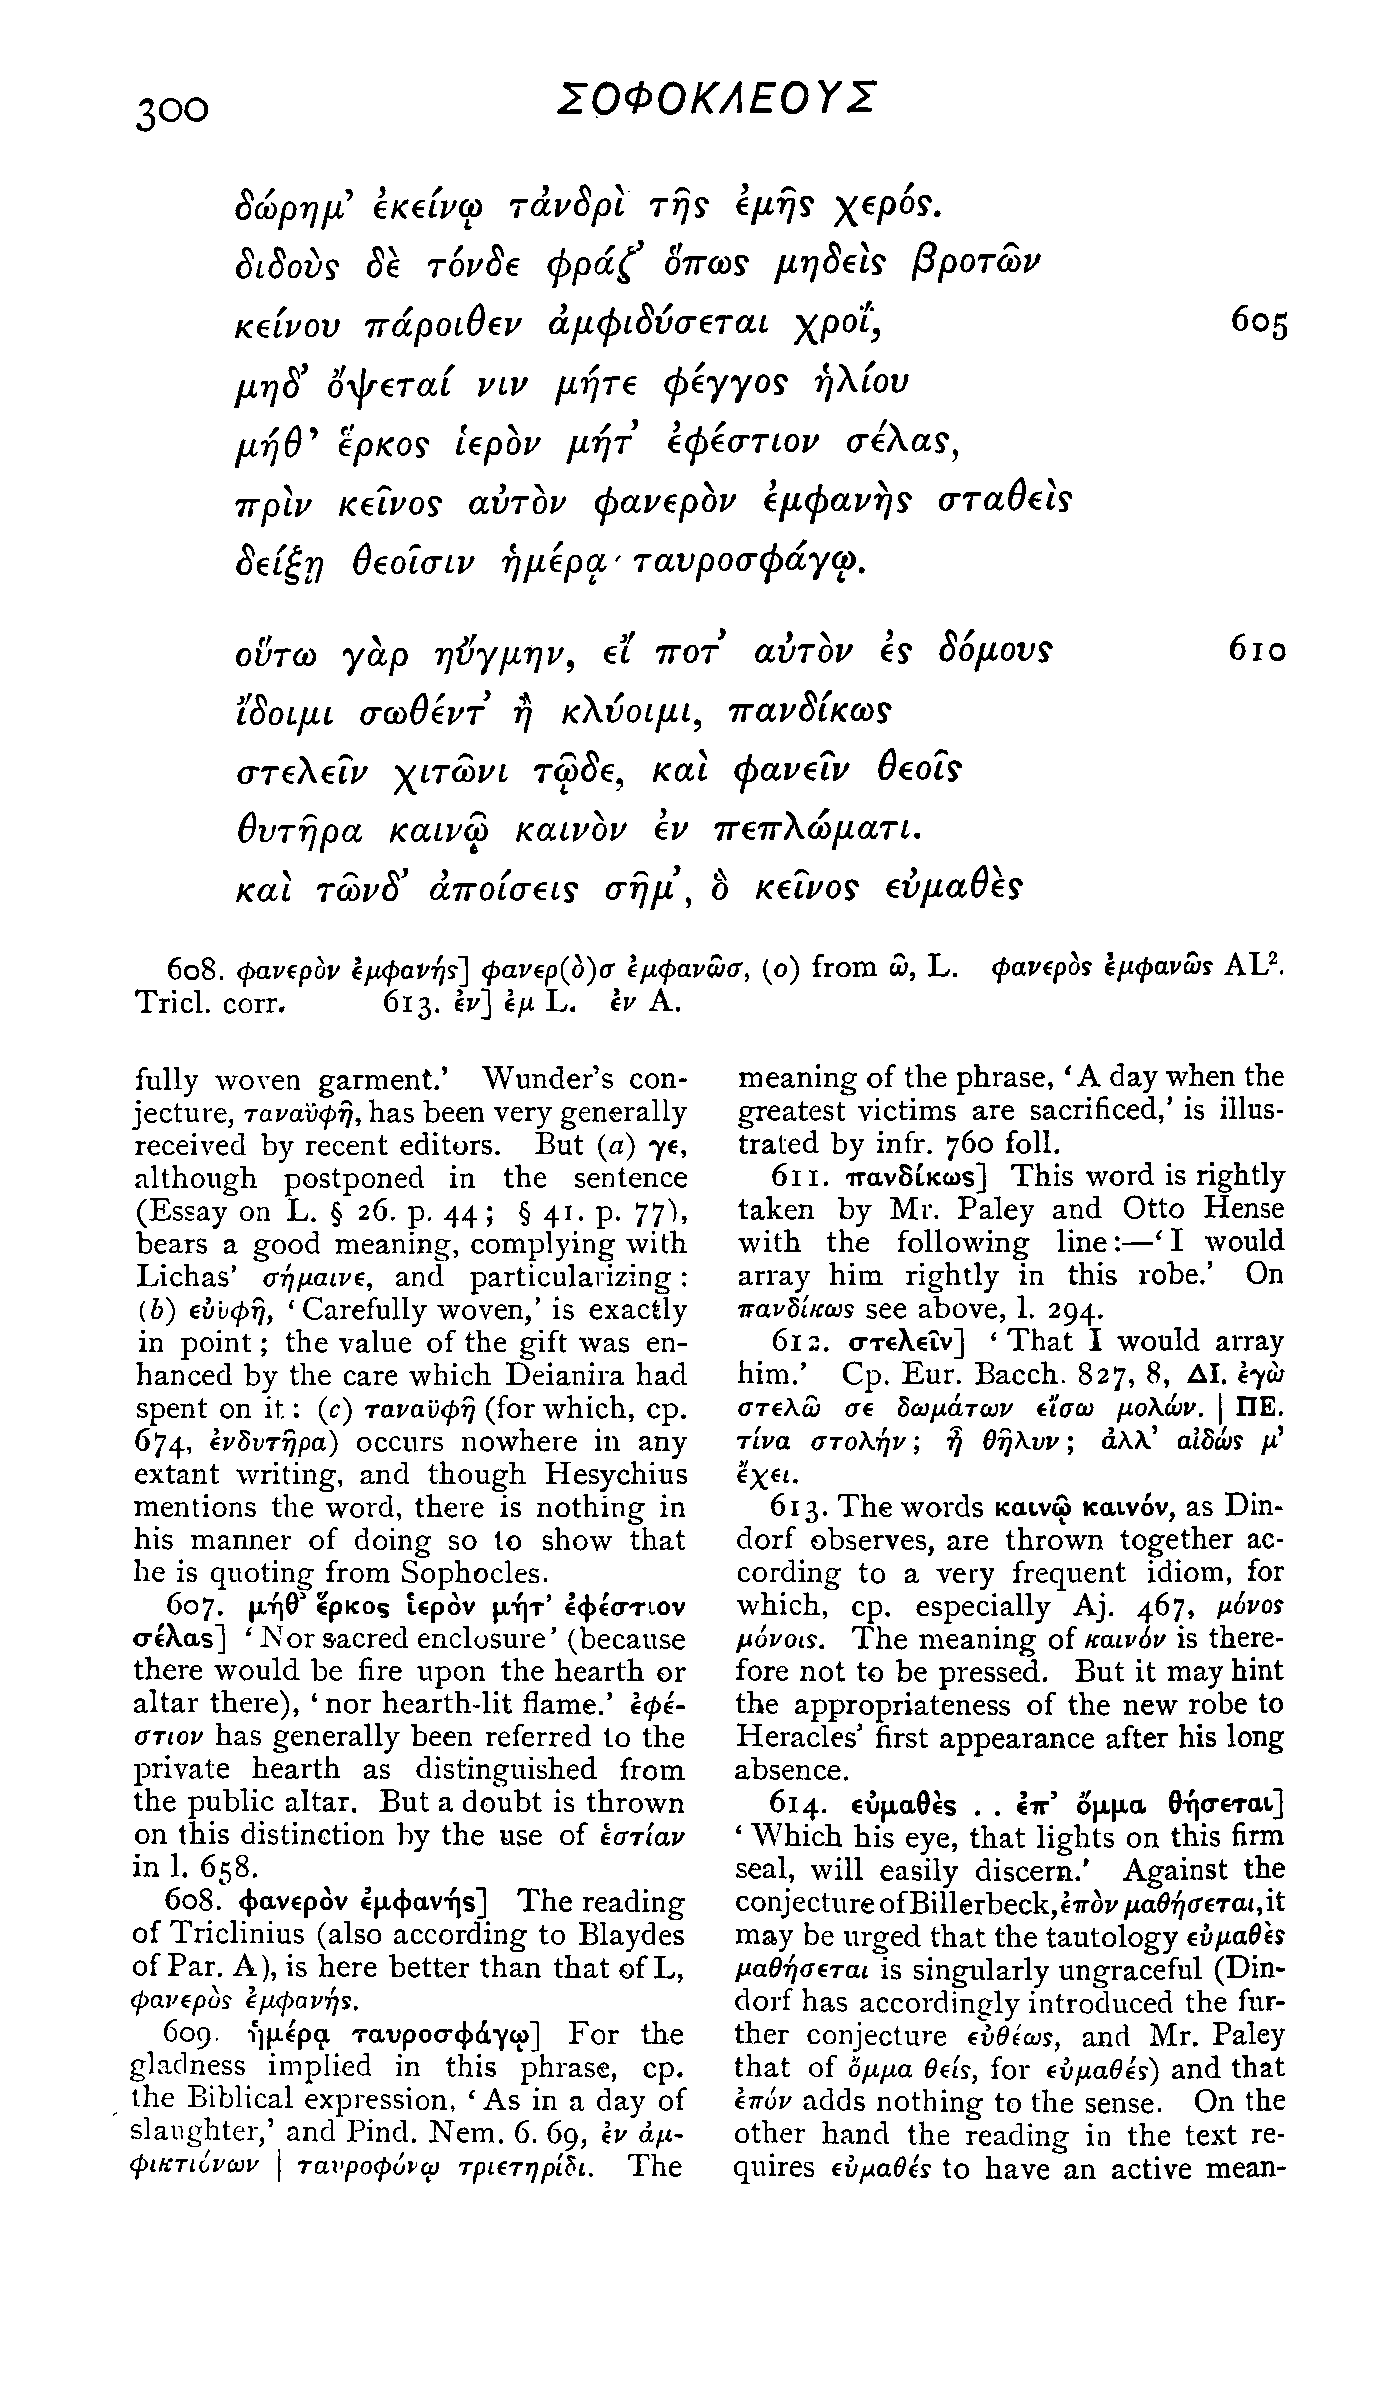 300
ΣΟΦΟΚΛΕΟΥΣ
δώρημ' ἐκείνῳ τἀνδρὶ τῆς ἐμῆς χερός.
διδοὺς δὲ τόνδε φράζ' ὅπως μηδεὶς βροτῶν
κείνου πάροιθεν ἀμφιδύσεται χροΐ, 605
μηδ' ὄψεταί νιν μήτε φέγγος ἡλίου
μήθ' ἕρκος ἱερὸν μήτ' ἐφέστιον σέλας,
πρὶν κεῖνος αὐτὸν φανερὸν ἐμφανὴς σταθεὶς
δείξῃ θεοῖσιν ἡμέρᾳ ταυροσφάγῳ.
οὕτω γὰρ ηὔγμην, εἴ ποτ' αὐτὸν ἐς δόμους 610
ἴδοιμι σωθέντ' ἢ κλύοιμι, πανδίκως
στελεῖν χιτῶνι τῷδε, καὶ φανεῖν θεοῖς
θυτῆρα καινῷ καινὸν ἐν πεπλώματι.
καὶ τῶνδ' ἀποίσεις σῆμ', ὃ κεῖνος εὐμαθὲς
608. φανερὸν ἐμφανής] φανερ(ὸ)σ ἐμφανῶσ, (ο) from ῶ, L. φανερὸς ἐμφανῶς AL².
Tricl. corr. 613. ἐν] ἐμ L. ἐν A.
fully woven garment.' Wunder's con-
jecture, ταναϋφῆ, has been very generally
received by recent editors. But (a) γε,
although postponed in the sentence
(Essay on L. § 26. p. 44; § 41. p. 77),
bears a good meaning, complying with
Lichas' σήμαινε, and particularizing:
(b) εὐϋφῆ, 'Carefully woven,' is exactly
in point; the value of the gift was en-
hanced by the care which Deianira had
spent on it: (c) ταναϋφῆ (for which, cp.
674, ἐνδυτῆρα) occurs nowhere in any
extant writing, and though Hesychius
mentions the word, there is nothing in
his manner of doing so to show that
he is quoting from Sophocles.
607. μήθ' ἕρκος ἱερὸν μήτ' ἐφέστιον
σέλας] 'Nor sacred enclosure' (because
there would be fire upon the hearth or
altar there), 'nor hearth-lit flame.' ἐφέ-
στιον has generally been referred to the
private hearth as distinguished from
the public altar. But a doubt is thrown
on this distinction by the use of ἑστίαν
in l. 658.
608. φανερὸν ἐμφανής] The reading
of Triclinius (also according to Blaydes
of Par. A), is here better than that of L,
φανερὸς ἐμφανής.
609. ἡμέρᾳ ταυροσφάγῳ] For the
gladness implied in this phrase, cp.
the Biblical expression, 'As in a day of
slaughter,' and Pind. Nem. 6. 69, ἐν ἀμ-
φικτιόνων | ταυροφόνῳ τριετηρίδι. The
meaning of the phrase, 'A day when the
greatest victims are sacrificed,' is illus-
trated by infr. 760 foll.
611. πανδίκως] This word is rightly
taken by Mr. Paley and Otto Hense
with the following line:—'I would
array him rightly in this robe.' On
πανδίκως see above, l. 294.
612. στελεῖν] 'That I would array
him.' Cp. Eur. Bacch. 827, 8, ΔΙ. ἐγὼ
στελῶ σε δωμάτων εἴσω μολών. | ΠΕ.
τίνα στολήν; ἦ θῆλυν; ἀλλ' αἰδώς μ'
ἔχει.
613. The words καινῷ καινόν, as Din-
dorf observes, are thrown together ac-
cording to a very frequent idiom, for
which, cp. especially Aj. 467, μόνος
μόνοις. The meaning of καινόν is there-
fore not to be pressed. But it may hint
the appropriateness of the new robe to
Heracles' first appearance after his long
absence.
614. εὐμαθὲς . . ἐπ' ὄμμα θήσεται]
'Which his eye, that lights on this firm
seal, will easily discern.' Against the
conjecture of Billerbeck, ἐπὸν μαθήσεται, it
may be urged that the tautology εὐμαθὲς
μαθήσεται is singularly ungraceful (Din-
dorf has accordingly introduced the fur-
ther conjecture εὐθέως, and Mr. Paley
that of ὄμμα θείς, for εὐμαθές) and that
ἐπόν adds nothing to the sense. On the
other hand the reading in the text re-
quires εὐμαθές to have an active mean-